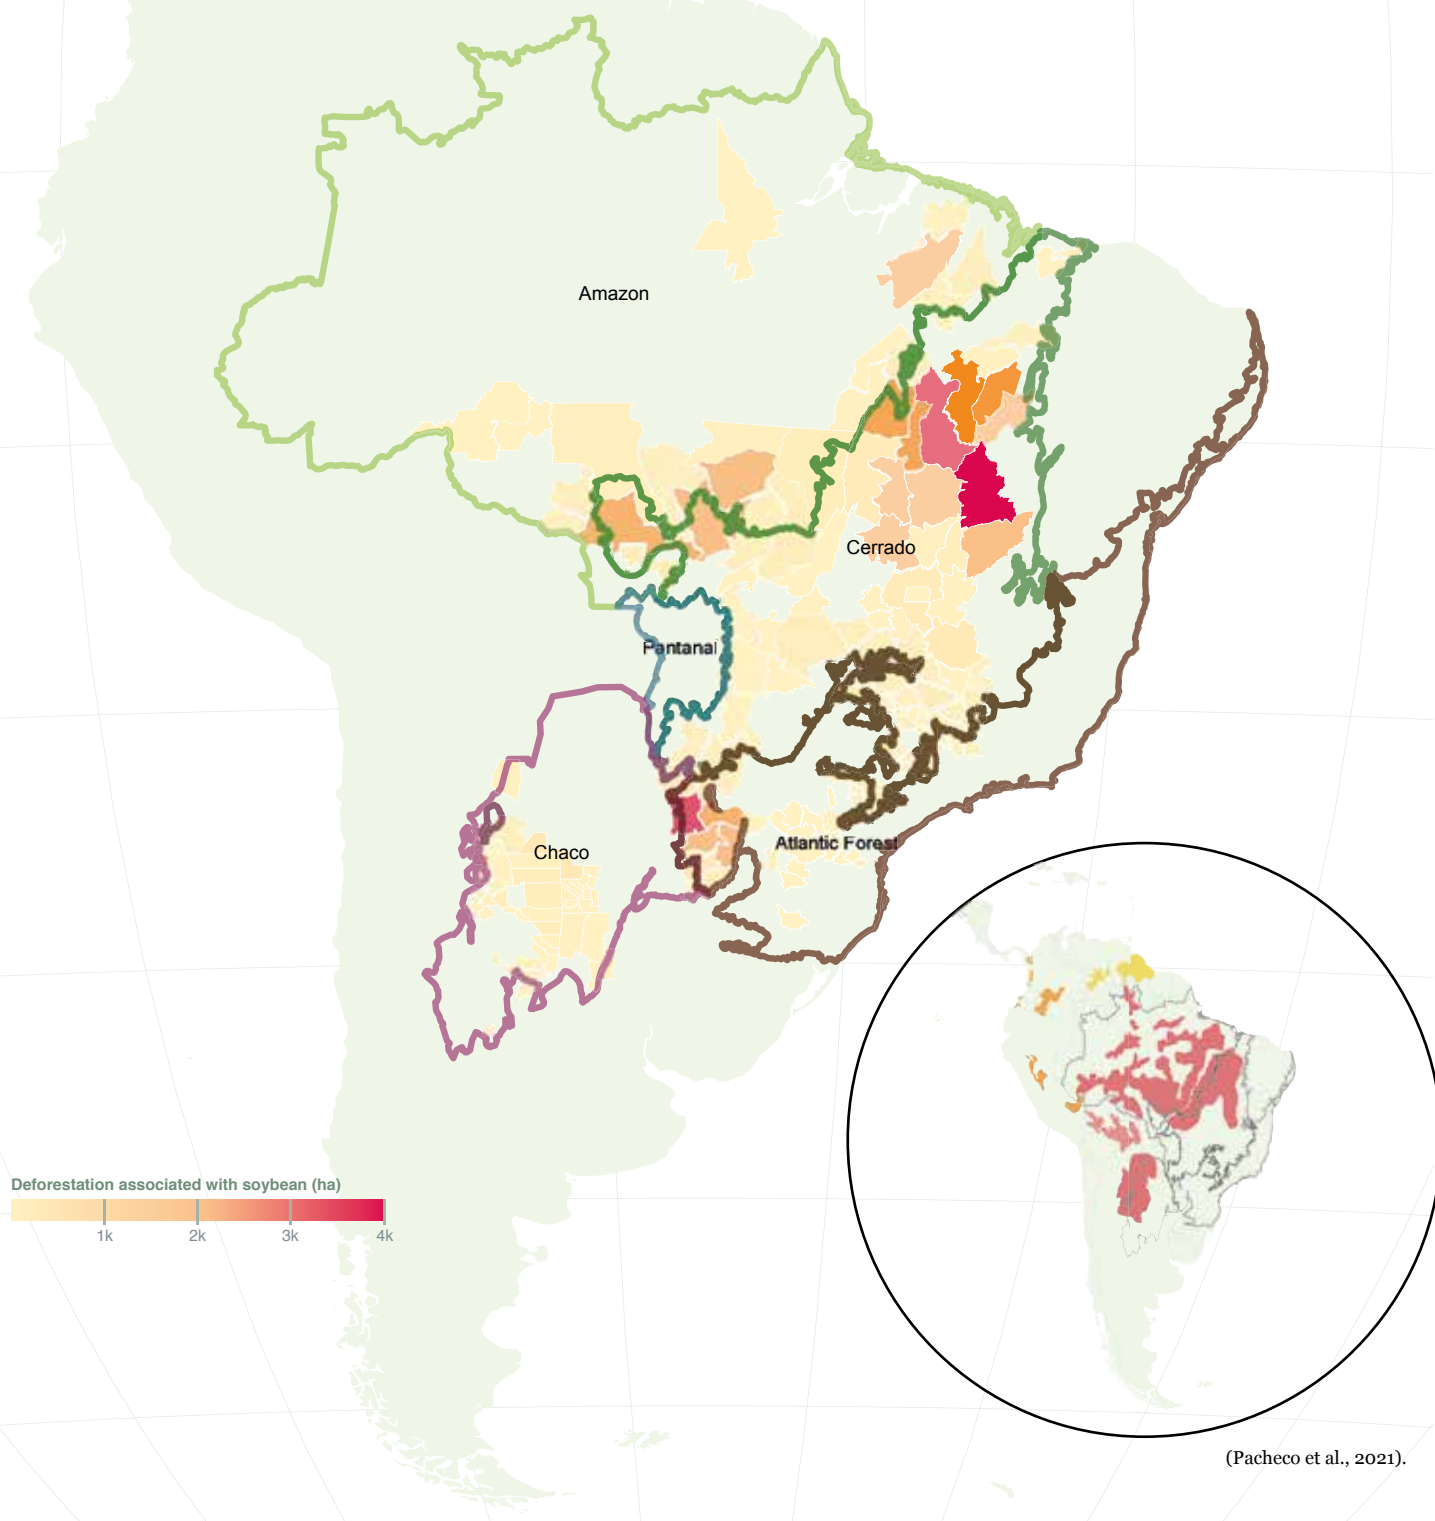 Amazon
Cerrado
Pantanal
Atlantic Forest
Chaco
Deforestation associated with soybean (ha)
1k 2k 3k 4k
(Pacheco et al., 2021).